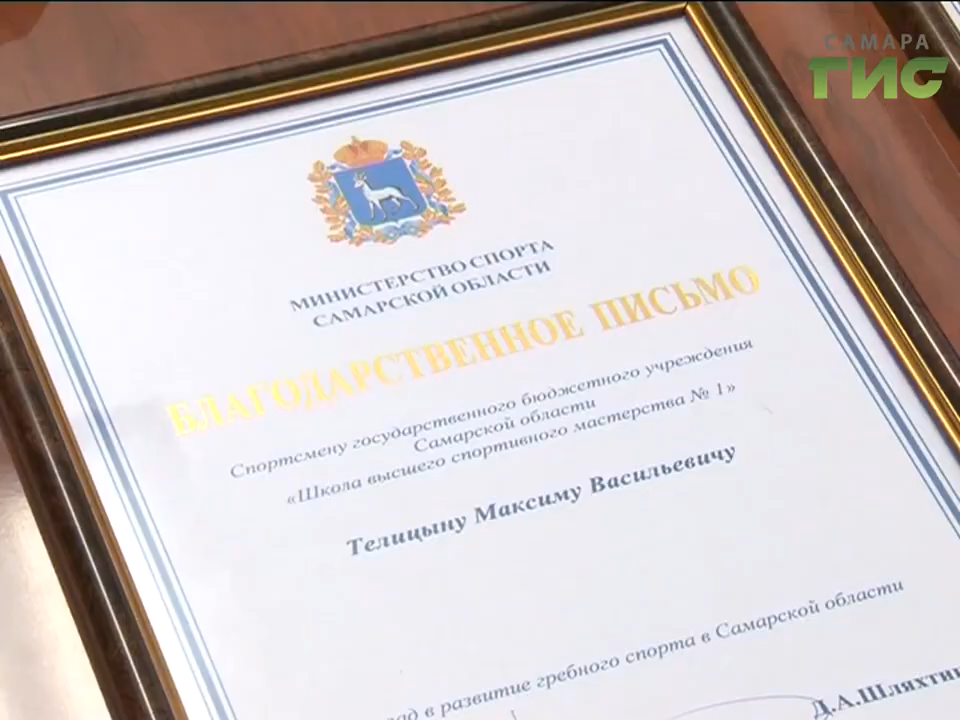 САМАРА
ГИС
МИНИСТЕРСТВО СПОРТА
САМАРСКОЙ ОБЛАСТИ
БЛАГОДАРСТВЕННОЕ ПИСЬМО
Спортсмену государственного бюджетного учреждения
Самарской области
«Школа высшего спортивного мастерства № 1»
Телицыну Максиму Васильевичу
в развитие гребного спорта в Самарской области
Д.А.Шляхтин